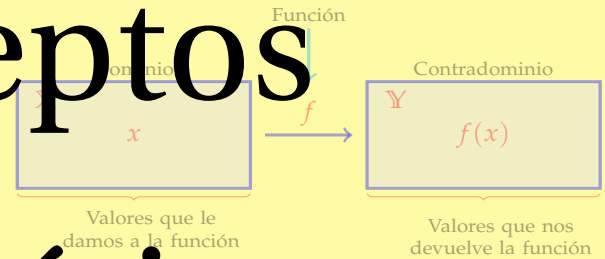 Función
eptos
ominio
Contradominio
𝕏
𝕐
f
x
f(x)
Valores que le
damos a la función
Valores que nos
devuelve la función